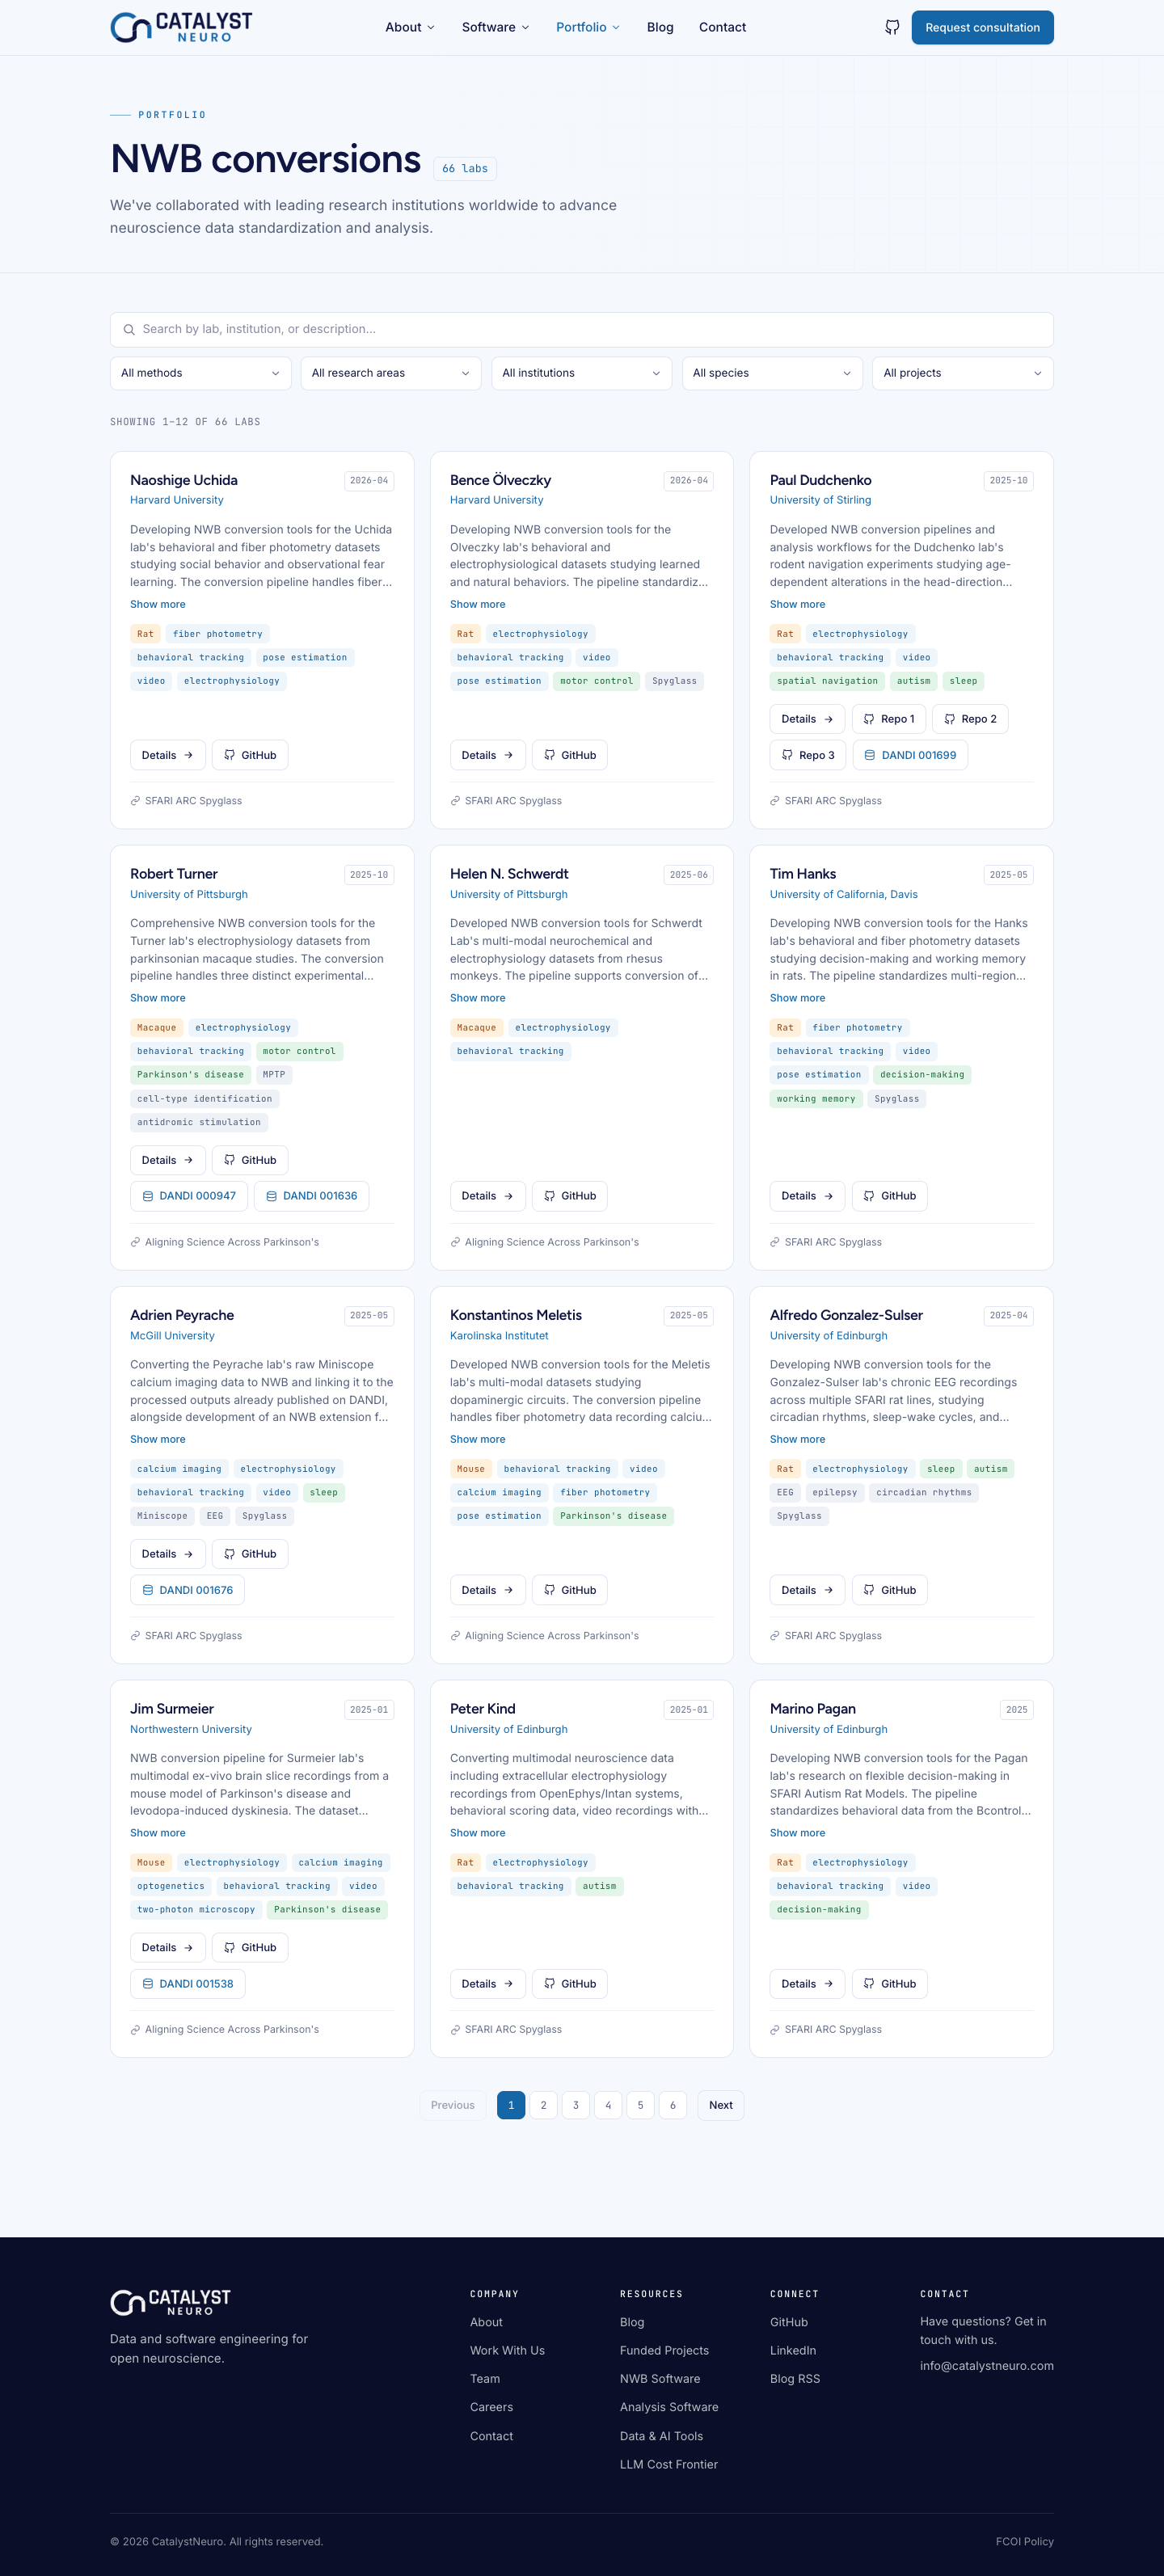 CATALYST
NEURO
About
Software
Portfolio
Blog
Contact
Request consultation
PORTFOLIO
NWB conversions
66 labs
We've collaborated with leading research institutions worldwide to advance
neuroscience data standardization and analysis.
Search by lab, institution, or description...
All methods
All research areas
All institutions
All species
All projects
SHOWING 1–12 OF 66 LABS
Naoshige Uchida
2026-04
Harvard University
Developing NWB conversion tools for the Uchida
lab's behavioral and fiber photometry datasets
studying social behavior and observational fear
learning. The conversion pipeline handles fiber...
Show more
Rat
fiber photometry
behavioral tracking
pose estimation
video
electrophysiology
Details →
GitHub
SFARI ARC Spyglass
Bence Ölveczky
2026-04
Harvard University
Developing NWB conversion tools for the
Olveczky lab's behavioral and
electrophysiological datasets studying learned
and natural behaviors. The pipeline standardiz...
Show more
Rat
electrophysiology
behavioral tracking
video
pose estimation
motor control
Spyglass
Details →
GitHub
SFARI ARC Spyglass
Paul Dudchenko
2025-10
University of Stirling
Developed NWB conversion pipelines and
analysis workflows for the Dudchenko lab's
rodent navigation experiments studying age-
dependent alterations in the head-direction...
Show more
Rat
electrophysiology
behavioral tracking
video
spatial navigation
autism
sleep
Details →
Repo 1
Repo 2
Repo 3
DANDI 001699
SFARI ARC Spyglass
Robert Turner
2025-10
University of Pittsburgh
Comprehensive NWB conversion tools for the
Turner lab's electrophysiology datasets from
parkinsonian macaque studies. The conversion
pipeline handles three distinct experimental...
Show more
Macaque
electrophysiology
behavioral tracking
motor control
Parkinson's disease
MPTP
cell-type identification
antidromic stimulation
Details →
GitHub
DANDI 000947
DANDI 001636
Aligning Science Across Parkinson's
Helen N. Schwerdt
2025-06
University of Pittsburgh
Developed NWB conversion tools for Schwerdt
Lab's multi-modal neurochemical and
electrophysiology datasets from rhesus
monkeys. The pipeline supports conversion of...
Show more
Macaque
electrophysiology
behavioral tracking
Details →
GitHub
Aligning Science Across Parkinson's
Tim Hanks
2025-05
University of California, Davis
Developing NWB conversion tools for the Hanks
lab's behavioral and fiber photometry datasets
studying decision-making and working memory
in rats. The pipeline standardizes multi-region...
Show more
Rat
fiber photometry
behavioral tracking
video
pose estimation
decision-making
working memory
Spyglass
Details →
GitHub
SFARI ARC Spyglass
Adrien Peyrache
2025-05
McGill University
Converting the Peyrache lab's raw Miniscope
calcium imaging data to NWB and linking it to the
processed outputs already published on DANDI,
alongside development of an NWB extension f...
Show more
calcium imaging
electrophysiology
behavioral tracking
video
sleep
Miniscope
EEG
Spyglass
Details →
GitHub
DANDI 001676
SFARI ARC Spyglass
Konstantinos Meletis
2025-05
Karolinska Institutet
Developed NWB conversion tools for the Meletis
lab's multi-modal datasets studying
dopaminergic circuits. The conversion pipeline
handles fiber photometry data recording calciu...
Show more
Mouse
behavioral tracking
video
calcium imaging
fiber photometry
pose estimation
Parkinson's disease
Details →
GitHub
Aligning Science Across Parkinson's
Alfredo Gonzalez-Sulser
2025-04
University of Edinburgh
Developing NWB conversion tools for the
Gonzalez-Sulser lab's chronic EEG recordings
across multiple SFARI rat lines, studying
circadian rhythms, sleep-wake cycles, and...
Show more
Rat
electrophysiology
sleep
autism
EEG
epilepsy
circadian rhythms
Spyglass
Details →
GitHub
SFARI ARC Spyglass
Jim Surmeier
2025-01
Northwestern University
NWB conversion pipeline for Surmeier lab's
multimodal ex-vivo brain slice recordings from a
mouse model of Parkinson's disease and
levodopa-induced dyskinesia. The dataset...
Show more
Mouse
electrophysiology
calcium imaging
optogenetics
behavioral tracking
video
two-photon microscopy
Parkinson's disease
Details →
GitHub
DANDI 001538
Aligning Science Across Parkinson's
Peter Kind
2025-01
University of Edinburgh
Converting multimodal neuroscience data
including extracellular electrophysiology
recordings from OpenEphys/Intan systems,
behavioral scoring data, video recordings with...
Show more
Rat
electrophysiology
behavioral tracking
autism
Details →
GitHub
SFARI ARC Spyglass
Marino Pagan
2025
University of Edinburgh
Developing NWB conversion tools for the Pagan
lab's research on flexible decision-making in
SFARI Autism Rat Models. The pipeline
standardizes behavioral data from the Bcontrol...
Show more
Rat
electrophysiology
behavioral tracking
video
decision-making
Details →
GitHub
SFARI ARC Spyglass
Previous
1
2
3
4
5
6
Next
CATALYST
NEURO
Data and software engineering for
open neuroscience.
COMPANY
About
Work With Us
Team
Careers
Contact
RESOURCES
Blog
Funded Projects
NWB Software
Analysis Software
Data & AI Tools
LLM Cost Frontier
CONNECT
GitHub
LinkedIn
Blog RSS
CONTACT
Have questions? Get in
touch with us.
info@catalystneuro.com
© 2026 CatalystNeuro. All rights reserved.
FCOI Policy